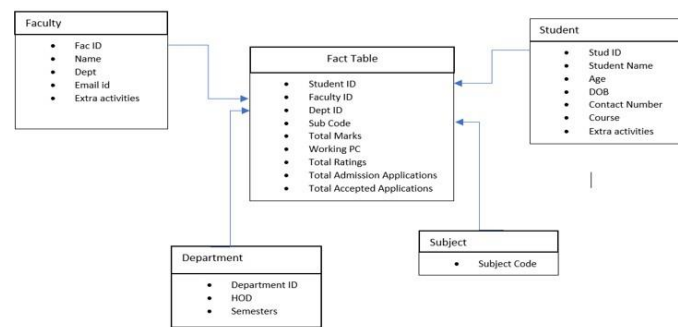 Faculty
• Fac ID
• Name
• Dept
• Email id
• Extra activities
Fact Table
• Student ID
• Faculty ID
• Dept ID
• Sub Code
• Total Marks
• Working PC
• Total Ratings
• Total Admission Applications
• Total Accepted Applications
Student
• Stud ID
• Student Name
• Age
• DOB
• Contact Number
• Course
• Extra activities
Department
• Department ID
• HOD
• Semesters
Subject
• Subject Code